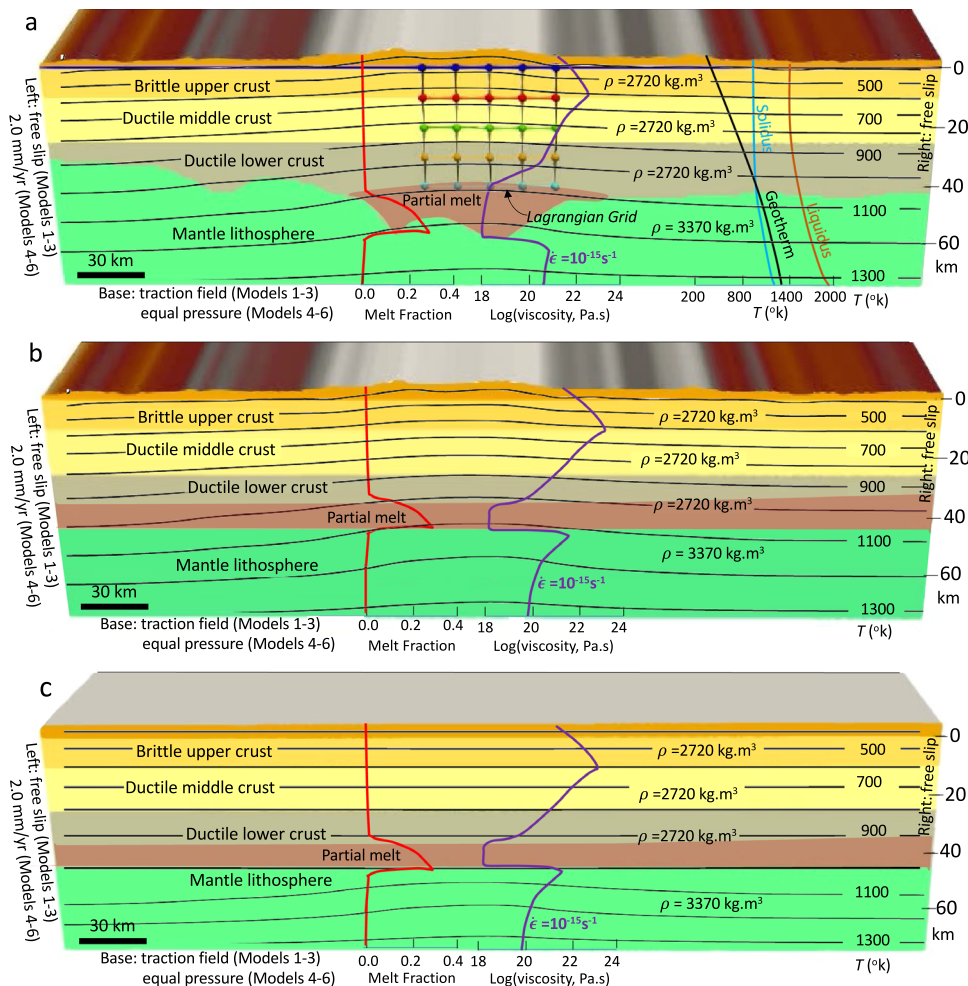 a
Left: free slip (Models 1-3)
2.0 mm/yr (Models 4-6)
Brittle upper crust
Ductile middle crust
Ductile lower crust
Partial melt
Mantle lithosphere
Lagrangian Grid
ρ =2720 kg.m³
ρ =2720 kg.m³
ρ =2720 kg.m³
ρ = 3370 kg.m³
ε̇ =10⁻¹⁵s⁻¹
Solidus
Geotherm
Liquidus
500
700
900
1100
1300
Right: free slip
0
20
40
60
km
30 km
Base: traction field (Models 1-3)
equal pressure (Models 4-6)
0.0 0.2 0.4 18 20 22 24 200 800 1400 2000
Melt Fraction
Log(viscosity, Pa.s)
T (°k)
T (°k)
b
Left: free slip (Models 1-3)
2.0 mm/yr (Models 4-6)
Brittle upper crust
Ductile middle crust
Ductile lower crust
Partial melt
Mantle lithosphere
ρ =2720 kg.m³
ρ =2720 kg.m³
ρ =2720 kg.m³
ρ = 3370 kg.m³
ε̇ =10⁻¹⁵s⁻¹
500
700
900
1100
1300
Right: free slip
0
20
40
60
km
30 km
Base: traction field (Models 1-3)
equal pressure (Models 4-6)
0.0 0.2 0.4 18 20 22 24
Melt Fraction
Log(viscosity, Pa.s)
T (°k)
c
Left: free slip (Models 1-3)
2.0 mm/yr (Models 4-6)
Brittle upper crust
Ductile middle crust
Ductile lower crust
Partial melt
Mantle lithosphere
ρ =2720 kg.m³
ρ =2720 kg.m³
ρ =2720 kg.m³
ρ = 3370 kg.m³
ε̇ =10⁻¹⁵s⁻¹
500
700
900
1100
1300
Right: free slip
0
20
40
60
km
30 km
Base: traction field (Models 1-3)
equal pressure (Models 4-6)
0.0 0.2 0.4 18 20 22 24
Melt Fraction
Log(viscosity, Pa.s)
T (°k)